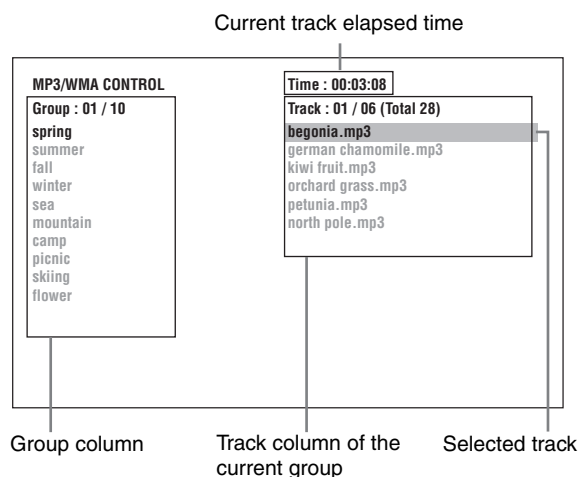 Current track elapsed time
MP3/WMA CONTROL
Time : 00:03:08
Group : 01 / 10
spring
summer
fall
winter
sea
mountain
camp
picnic
skiing
flower
Track : 01 / 06 (Total 28)
begonia.mp3
german chamomile.mp3
kiwi fruit.mp3
orchard grass.mp3
petunia.mp3
north pole.mp3
Group column
Track column of the
current group
Selected track